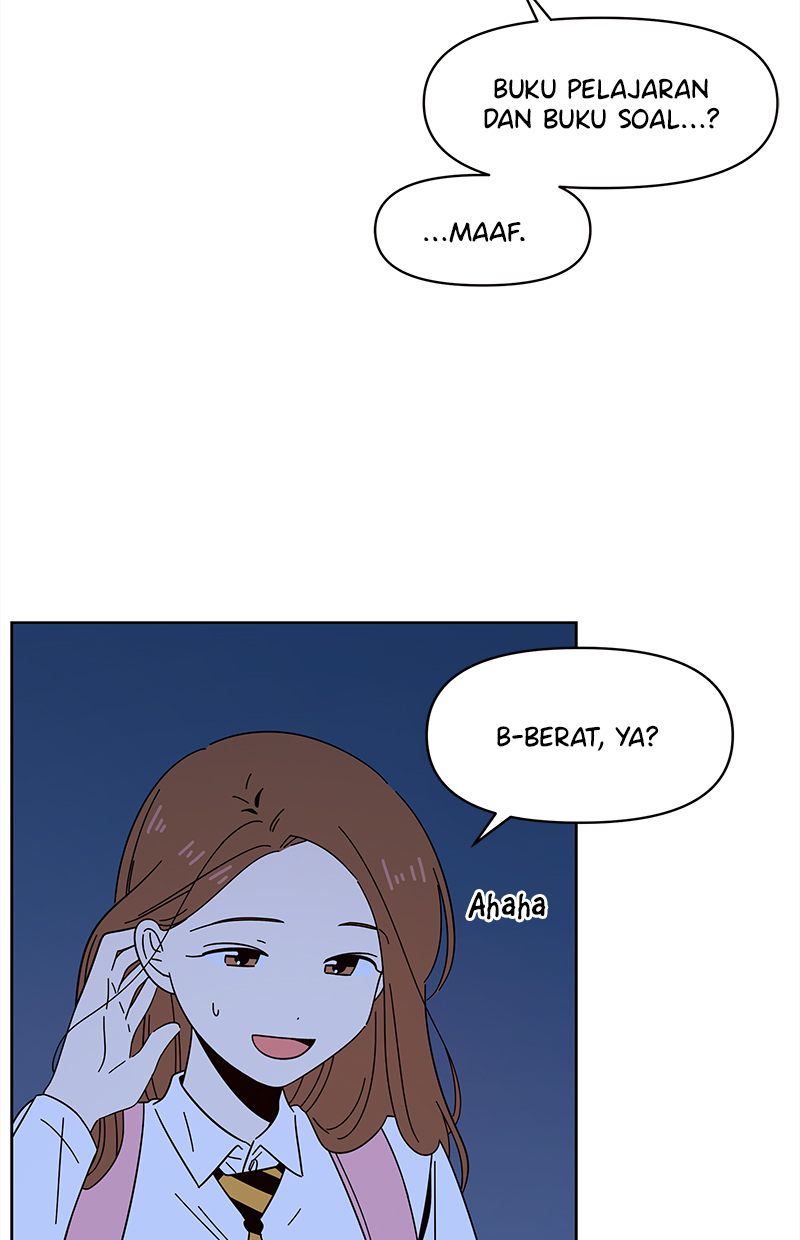 BUKU PELAJARAN
DAN BUKU SOAL...?
...MAAF.
B-BERAT, YA?
Ahaha